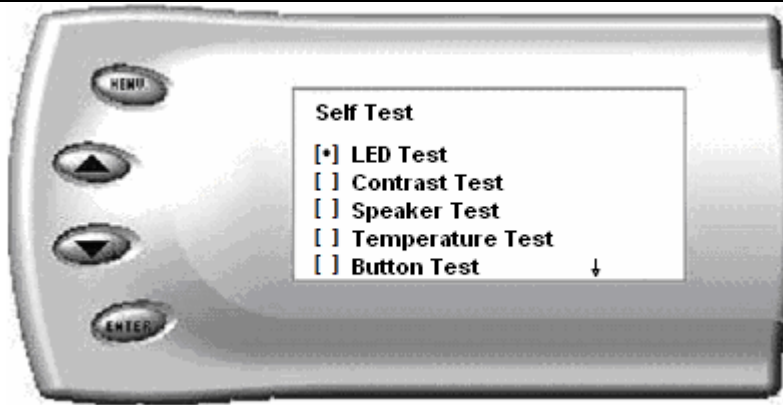 MENU
Self Test
[•] LED Test
[ ] Contrast Test
[ ] Speaker Test
[ ] Temperature Test
[ ] Button Test ↓
ENTER